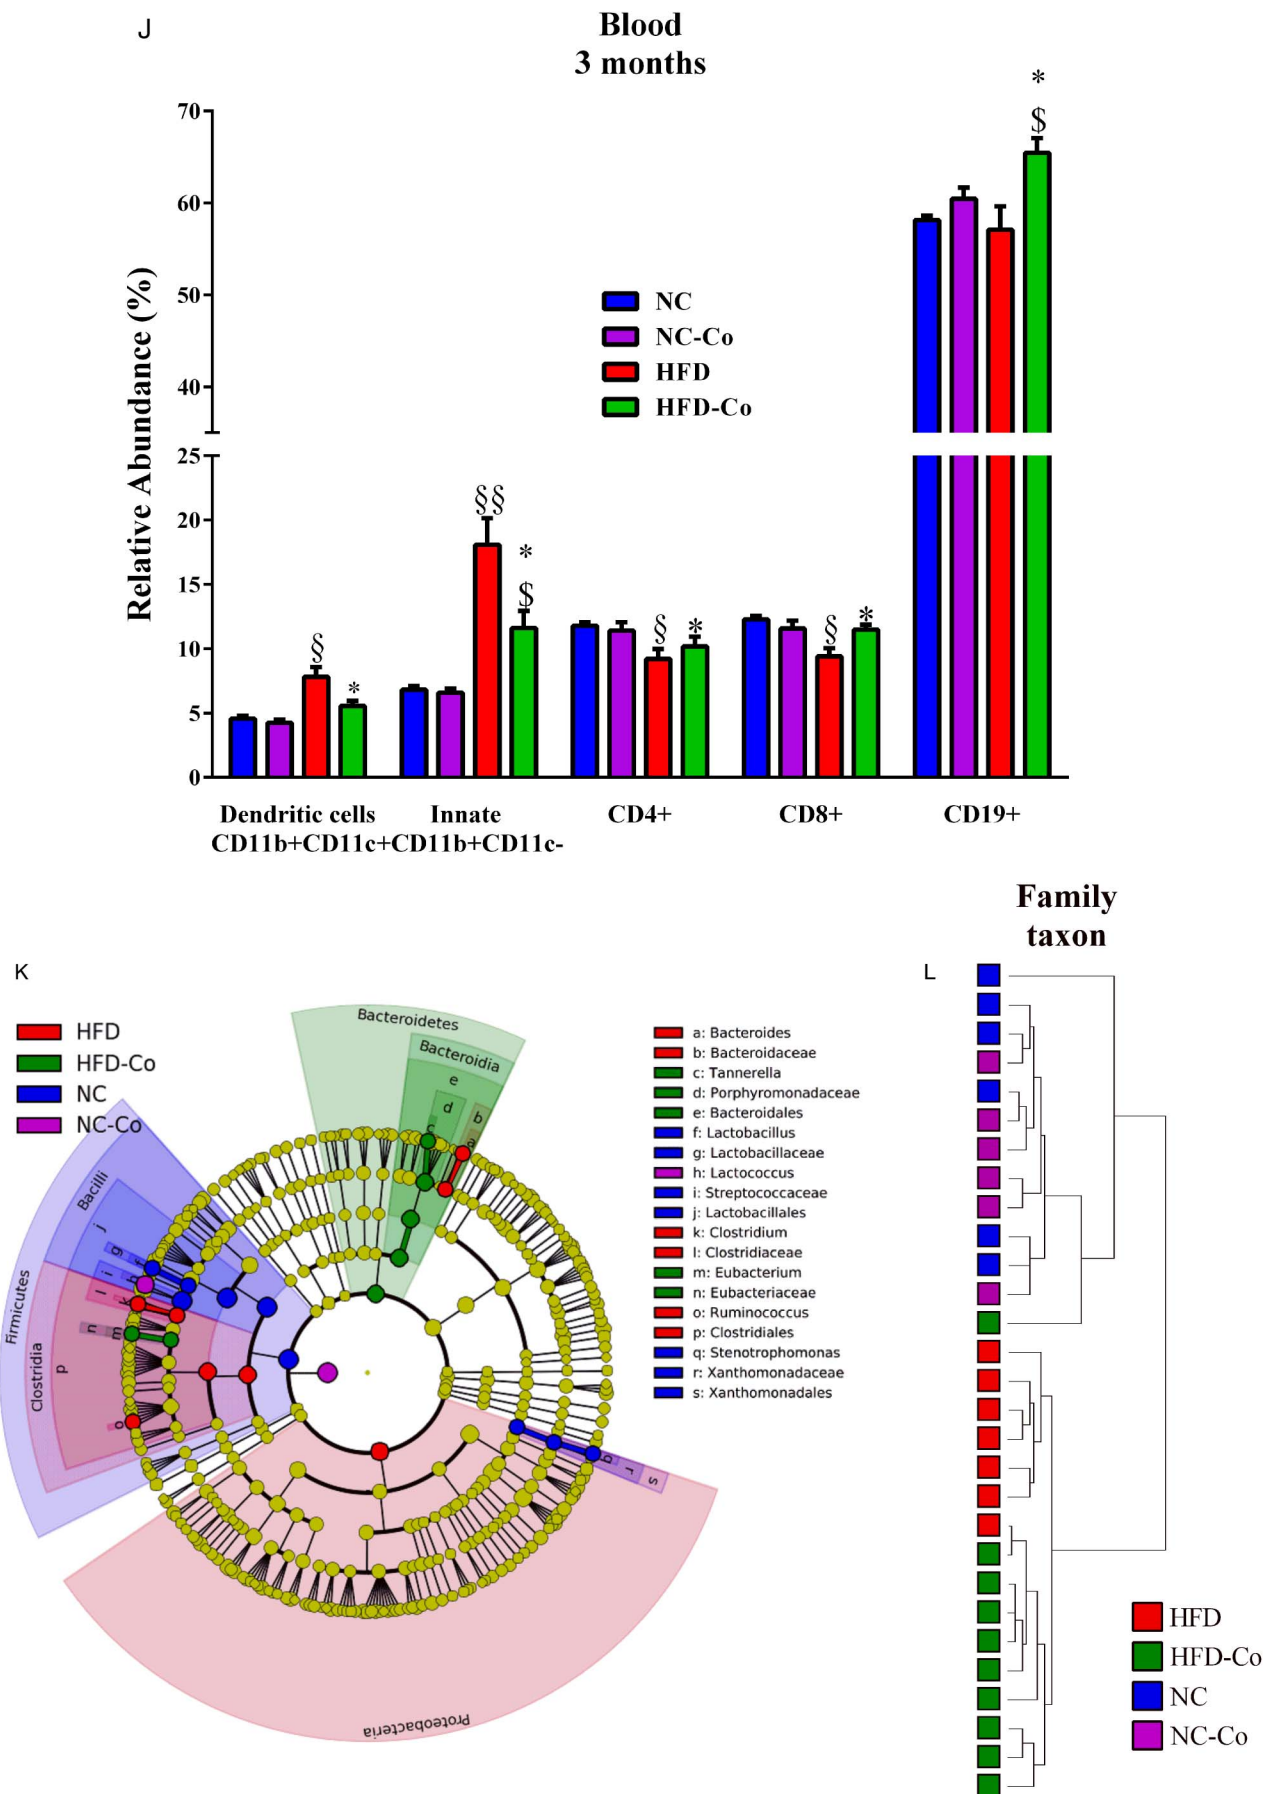 J
Blood
3 months
*
$
70
60
50
40
25
20
15
10
5
0
Relative Abundance (%)
NC
NC-Co
HFD
HFD-Co
§
*
§§
*
$
§
*
§
*
Dendritic cells
CD11b+CD11c+
Innate
CD11b+CD11c-
CD4+
CD8+
CD19+
K
HFD
HFD-Co
NC
NC-Co
Bacteroidetes
Bacteroidia
e
d
b
c
a
Bacilli
j
g
f
i
h
l
k
n
m
p
o
Firmicutes
Clostridia
q
r
s
Proteobacteria
a: Bacteroides
b: Bacteroidaceae
c: Tannerella
d: Porphyromonadaceae
e: Bacteroidales
f: Lactobacillus
g: Lactobacillaceae
h: Lactococcus
i: Streptococcaceae
j: Lactobacillales
k: Clostridium
l: Clostridiaceae
m: Eubacterium
n: Eubacteriaceae
o: Ruminococcus
p: Clostridiales
q: Stenotrophomonas
r: Xanthomonadaceae
s: Xanthomonadales
L
Family
taxon
HFD
HFD-Co
NC
NC-Co